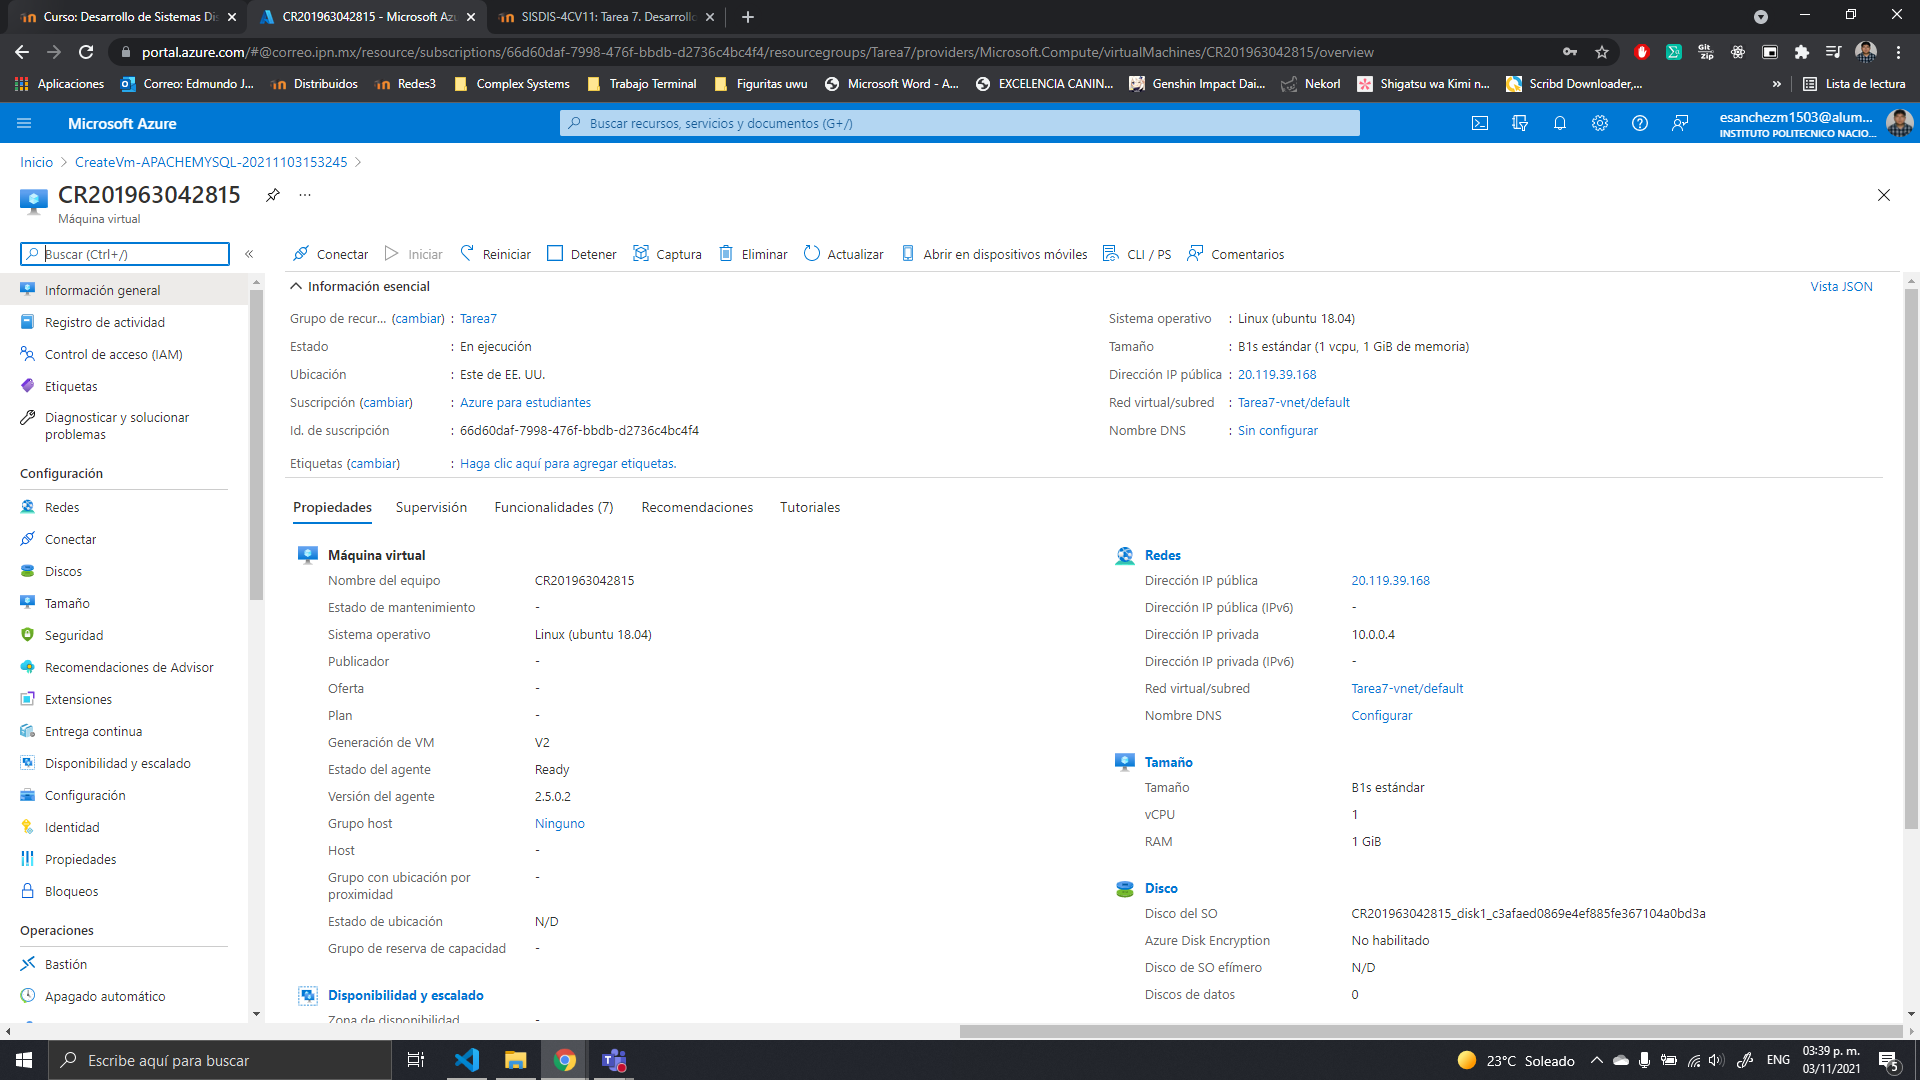 Curso: Desarrollo de Sistemas Dis
CR201963042815 - Microsoft Azu
SISDIS-4CV11: Tarea 7. Desarrollo
portal.azure.com/#@correo.ipn.mx/resource/subscriptions/66d60daf-7998-476f-bbdb-d2736c4bc4f4/resourcegroups/Tarea7/providers/Microsoft.Compute/virtualMachines/CR201963042815/overview
Git zip
Aplicaciones
Correo: Edmundo J...
Distribuidos
Redes3
Complex Systems
Trabajo Terminal
Figuritas uwu
Microsoft Word - A...
EXCELENCIA CANIN...
Genshin Impact Dai...
Nekorl
Shigatsu wa Kimi n...
Scribd Downloader,...
»
Lista de lectura
Microsoft Azure
Buscar recursos, servicios y documentos (G+/)
esanchezm1503@alum...
INSTITUTO POLITECNICO NACIO...
Inicio > CreateVm-APACHEMYSQL-20211103153245 >
CR201963042815
...
Máquina virtual
Buscar (Ctrl+/)
«
Conectar
Iniciar
Reiniciar
Detener
Captura
Eliminar
Actualizar
Abrir en dispositivos móviles
CLI / PS
Comentarios
Información general
Registro de actividad
Control de acceso (IAM)
Etiquetas
Diagnosticar y solucionar
problemas
Configuración
Redes
Conectar
Discos
Tamaño
Seguridad
Recomendaciones de Advisor
Extensiones
Entrega continua
Disponibilidad y escalado
Configuración
Identidad
Propiedades
Bloqueos
Operaciones
Bastión
Apagado automático
Información esencial
Vista JSON
Grupo de recur... (cambiar) : Tarea7
Estado : En ejecución
Ubicación : Este de EE. UU.
Suscripción (cambiar) : Azure para estudiantes
Id. de suscripción : 66d60daf-7998-476f-bbdb-d2736c4bc4f4
Etiquetas (cambiar) : Haga clic aquí para agregar etiquetas.
Sistema operativo : Linux (ubuntu 18.04)
Tamaño : B1s estándar (1 vcpu, 1 GiB de memoria)
Dirección IP pública : 20.119.39.168
Red virtual/subred : Tarea7-vnet/default
Nombre DNS : Sin configurar
Propiedades
Supervisión
Funcionalidades (7)
Recomendaciones
Tutoriales
Máquina virtual
Nombre del equipo CR201963042815
Estado de mantenimiento -
Sistema operativo Linux (ubuntu 18.04)
Publicador -
Oferta -
Plan -
Generación de VM V2
Estado del agente Ready
Versión del agente 2.5.0.2
Grupo host Ninguno
Host -
Grupo con ubicación por -
proximidad
Estado de ubicación N/D
Grupo de reserva de capacidad -
Disponibilidad y escalado
Zona de disponibilidad -
Redes
Dirección IP pública 20.119.39.168
Dirección IP pública (IPv6) -
Dirección IP privada 10.0.0.4
Dirección IP privada (IPv6) -
Red virtual/subred Tarea7-vnet/default
Nombre DNS Configurar
Tamaño
Tamaño B1s estándar
vCPU 1
RAM 1 GiB
Disco
Disco del SO CR201963042815_disk1_c3afaed0869e4ef885fe367104a0bd3a
Azure Disk Encryption No habilitado
Disco de SO efímero N/D
Discos de datos 0
Escribe aquí para buscar
23°C Soleado
ENG
03:39 p. m.
03/11/2021
5